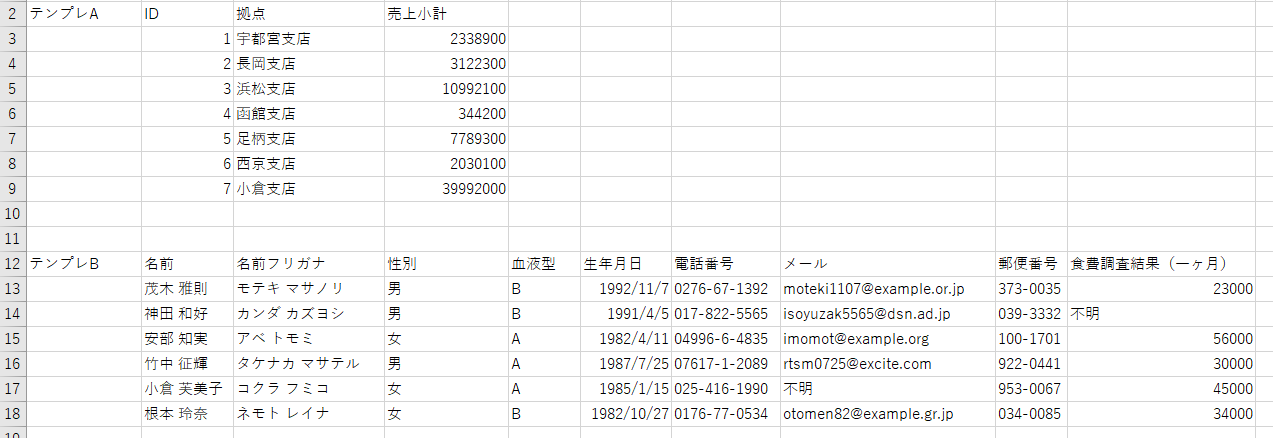 2 テンプレA ID 拠点 売上小計
3 1 宇都宮支店 2338900
4 2 長岡支店 3122300
5 3 浜松支店 10992100
6 4 函館支店 344200
7 5 足柄支店 7789300
8 6 西京支店 2030100
9 7 小倉支店 39992000
10
11
12 テンプレB 名前 名前フリガナ 性別 血液型 生年月日 電話番号 メール 郵便番号 食費調査結果（一ヶ月）
13 茂木 雅則 モテキ マサノリ 男 B 1992/11/7 0276-67-1392 moteki1107@example.or.jp 373-0035 23000
14 神田 和好 カンダ カズヨシ 男 B 1991/4/5 017-822-5565 isoyuzak5565@dsn.ad.jp 039-3332 不明
15 安部 知実 アベ トモミ 女 A 1982/4/11 04996-6-4835 imomot@example.org 100-1701 56000
16 竹中 征輝 タケナカ マサテル 男 A 1987/7/25 07617-1-2089 rtsm0725@excite.com 922-0441 30000
17 小倉 芙美子 コクラ フミコ 女 A 1985/1/15 025-416-1990 不明 953-0067 45000
18 根本 玲奈 ネモト レイナ 女 B 1982/10/27 0176-77-0534 otomen82@example.gr.jp 034-0085 34000